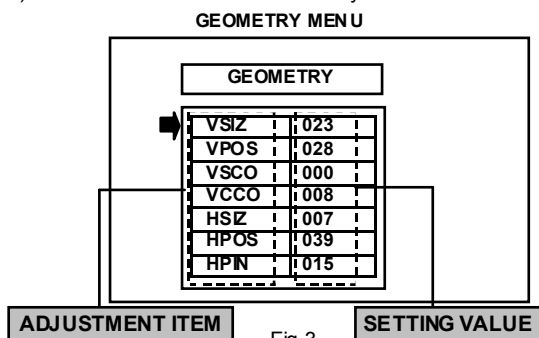 GEOMETRY MENU
GEOMETRY
VSIZ 023
VPOS 028
VSCO 000
VCCO 008
HSIZ 007
HPOS 039
HPIN 015
ADJUSTMENT ITEM
SETTING VALUE